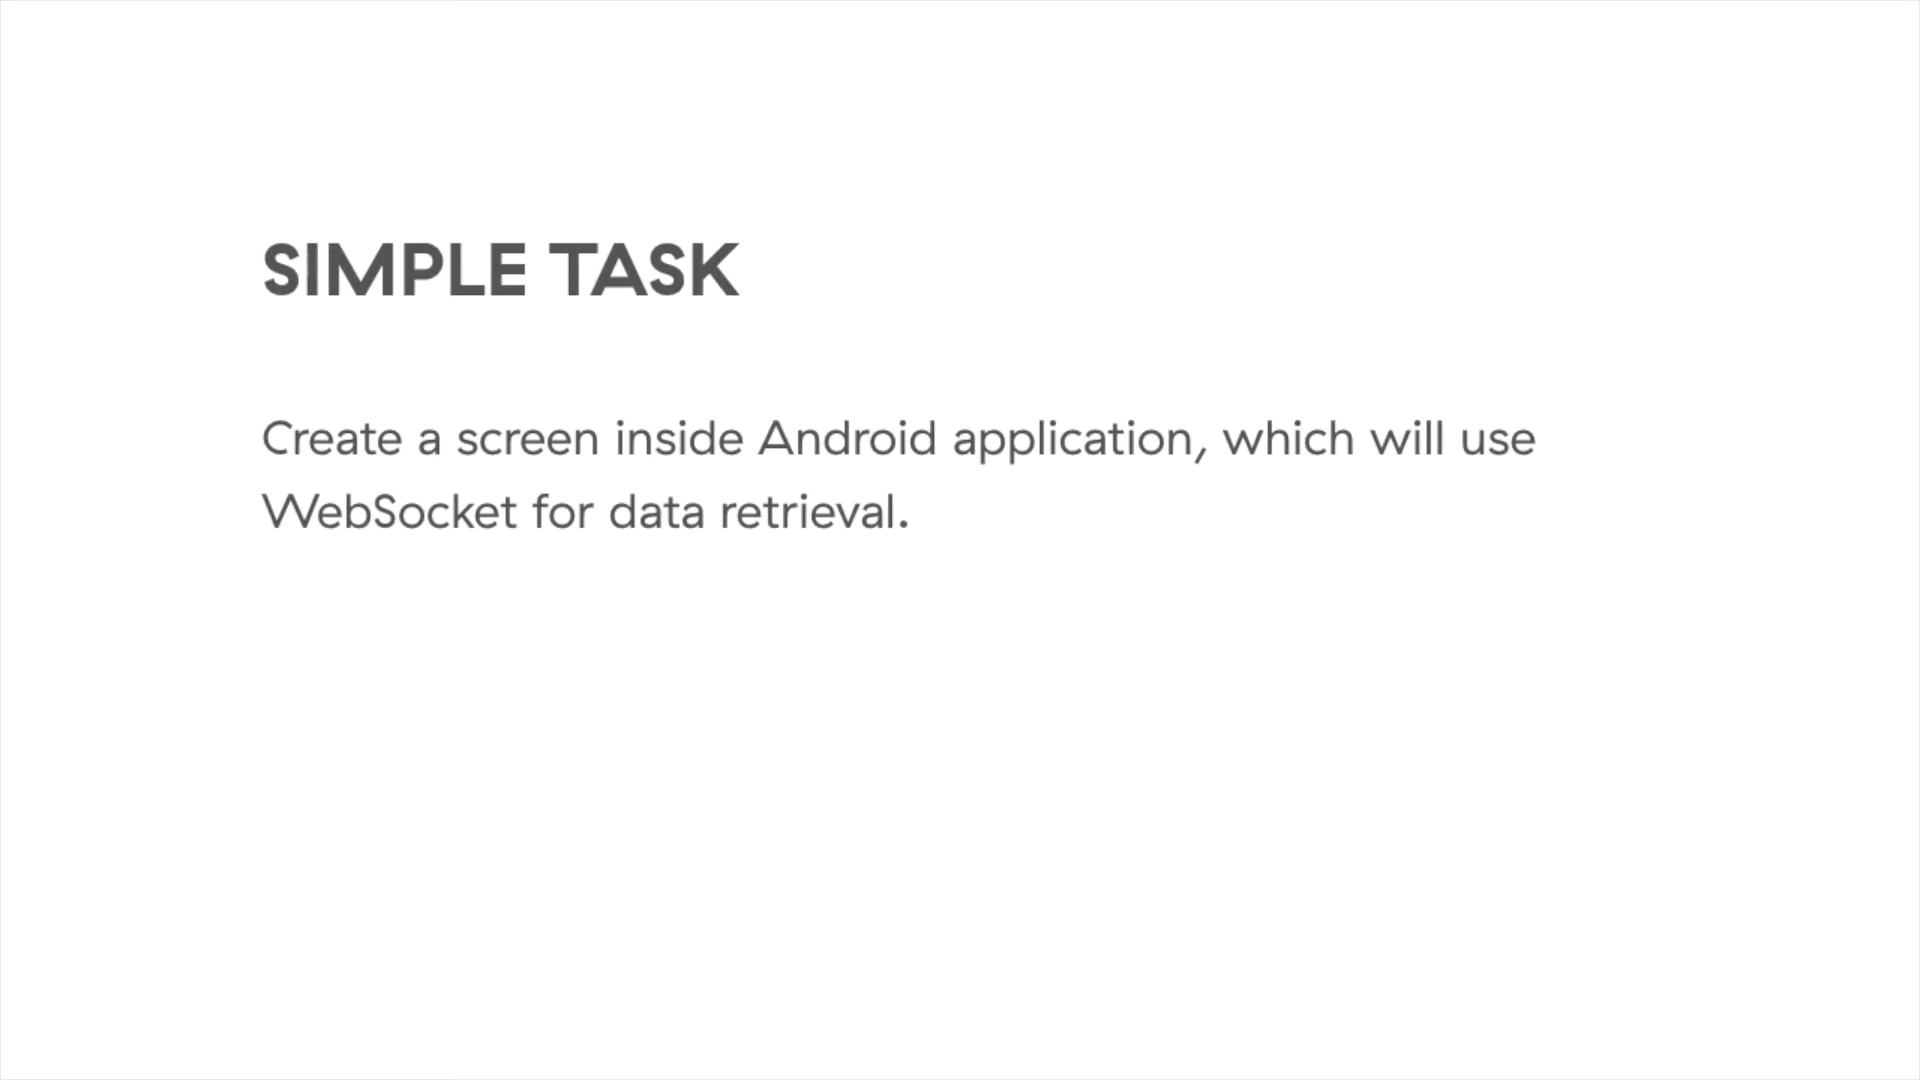 SIMPLE TASK
Create a screen inside Android application, which will use
WebSocket for data retrieval.